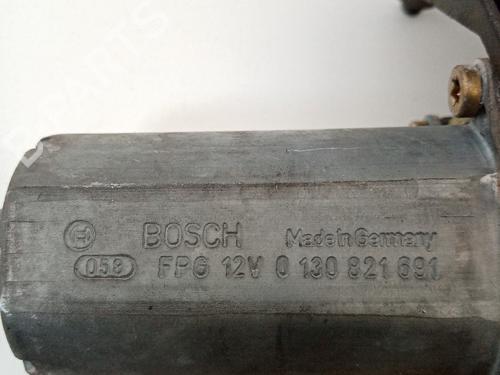 BOSCH Made in Germany
058 FPG 12V 0 130 821 691